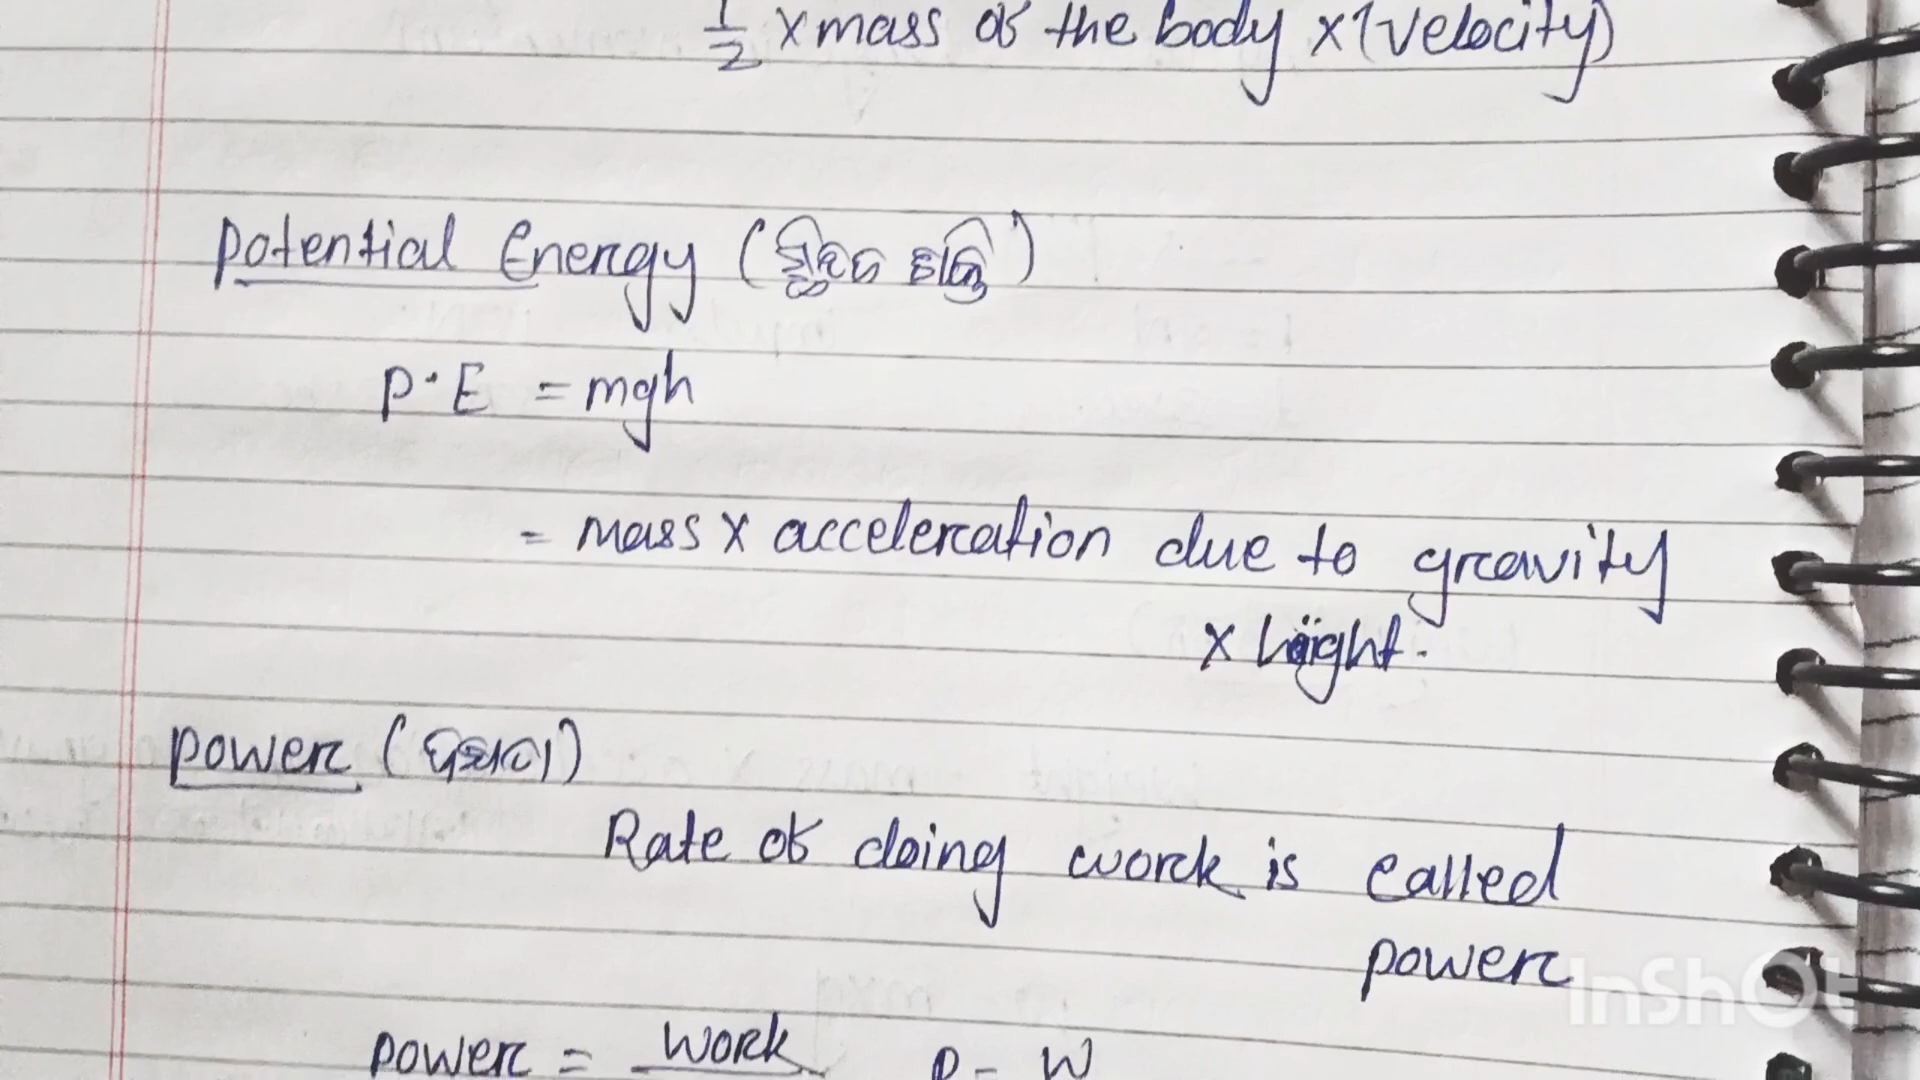 1/2 x mass of the body x (velocity)
Potential Energy (ସ୍ଥିତିଜ ଶକ୍ତି)
P.E = mgh
= mass x acceleration due to gravity
x height.
power (
Rate of doing work is called
power
power = work P = W
InShOt